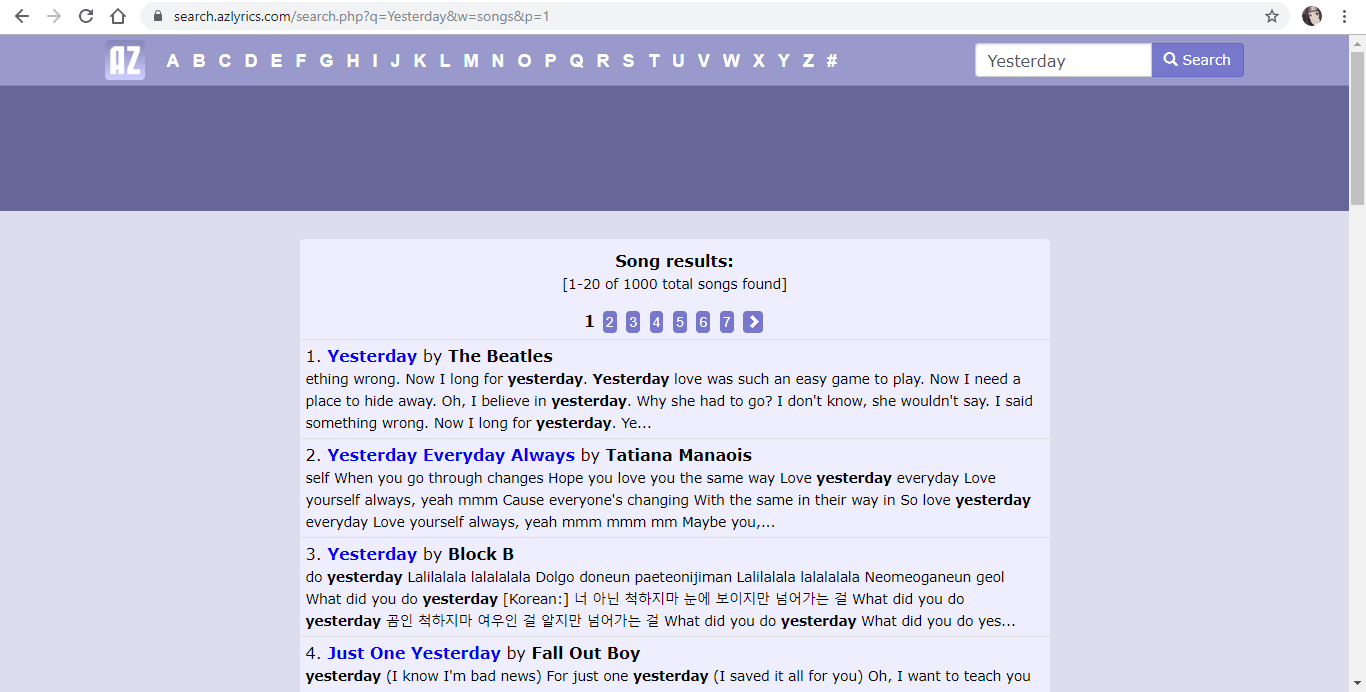 search.azlyrics.com/search.php?q=Yesterday&w=songs&p=1
AZ A B C D E F G H I J K L M N O P Q R S T U V W X Y Z # Yesterday Search
Song results:
[1-20 of 1000 total songs found]
1 2 3 4 5 6 7
1. Yesterday by The Beatles
ething wrong. Now I long for yesterday. Yesterday love was such an easy game to play. Now I need a
place to hide away. Oh, I believe in yesterday. Why she had to go? I don't know, she wouldn't say. I said
something wrong. Now I long for yesterday. Ye...
2. Yesterday Everyday Always by Tatiana Manaois
self When you go through changes Hope you love you the same way Love yesterday everyday Love
yourself always, yeah mmm Cause everyone's changing With the same in their way in So love yesterday
everyday Love yourself always, yeah mmm mmm mm Maybe you,...
3. Yesterday by Block B
do yesterday Lalilalala lalalalala Dolgo doneun paeteonijiman Lalilalala lalalalala Neomeoganeun geol
What did you do yesterday [Korean:] 너 아닌 척하지마 눈에 보이지만 넘어가는 걸 What did you do
yesterday 곰인 척하지마 여우인 걸 알지만 넘어가는 걸 What did you do yesterday What did you do yes...
4. Just One Yesterday by Fall Out Boy
yesterday (I know I'm bad news) For just one yesterday (I saved it all for you) Oh, I want to teach you